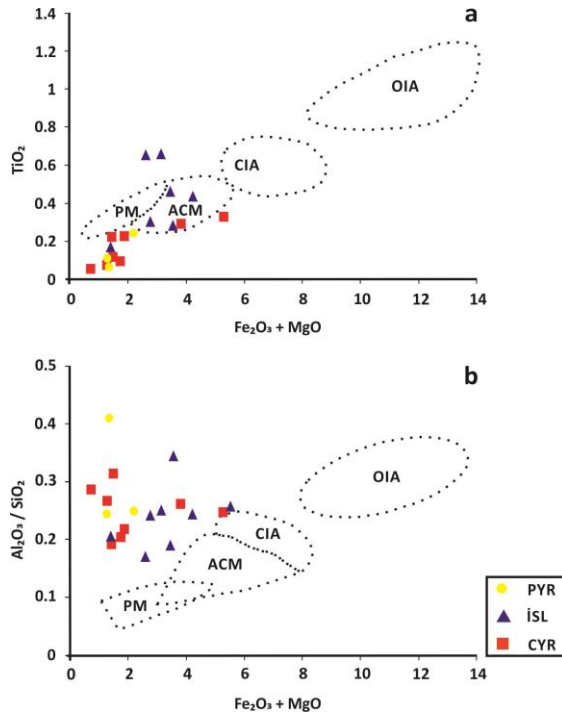 a
1.4
1.2
1
0.8
0.6
0.4
0.2
0
TiO₂
OIA
CIA
PM
ACM
0 2 4 6 8 10 12 14
Fe₂O₃ + MgO
b
0.5
0.4
0.3
0.2
0.1
0
Al₂O₃ / SiO₂
OIA
CIA
ACM
PM
0 2 4 6 8 10 12 14
Fe₂O₃ + MgO
PYR
İSL
CYR